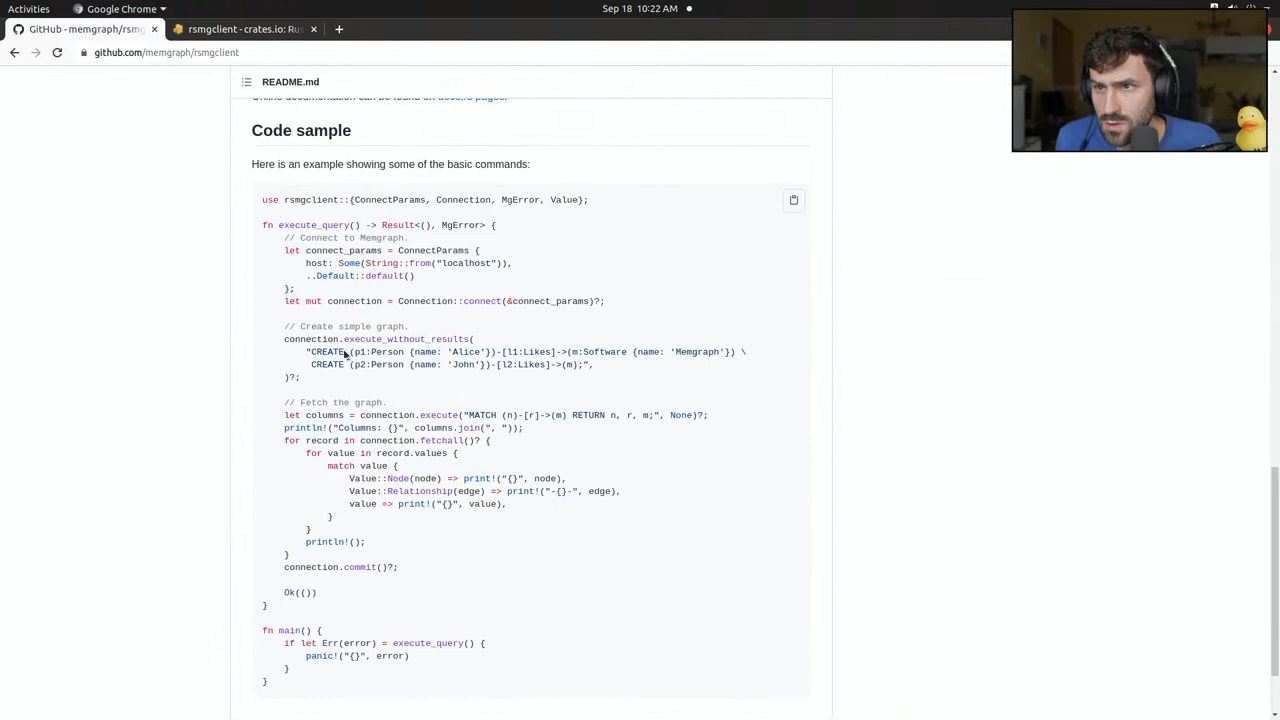 Activities
Google Chrome
Sep 18 10:22 AM
GitHub - memgraph/rsmg
rsmgclient - crates.io: Rus
github.com/memgraph/rsmgclient
README.md
Code sample
Here is an example showing some of the basic commands:
use rsmgclient::{ConnectParams, Connection, MgError, Value};
fn execute_query() -> Result<(), MgError> {
// Connect to Memgraph.
let connect_params = ConnectParams {
host: Some(String::from("localhost")),
..Default::default()
};
let mut connection = Connection::connect(&connect_params)?;
// Create simple graph.
connection.execute_without_results(
"CREATE (p1:Person {name: 'Alice'})-[l1:Likes]->(m:Software {name: 'Memgraph'}) \
CREATE (p2:Person {name: 'John'})-[l2:Likes]->(m);",
)?;
// Fetch the graph.
let columns = connection.execute("MATCH (n)-[r]->(m) RETURN n, r, m;", None)?;
println!("Columns: {}", columns.join(", "));
for record in connection.fetchall()? {
for value in record.values {
match value {
Value::Node(node) => print!("{}", node),
Value::Relationship(edge) => print!("-{}-", edge),
value => print!("{}", value),
}
}
println!();
}
connection.commit()?;
Ok(())
}
fn main() {
if let Err(error) = execute_query() {
panic!("{}", error)
}
}